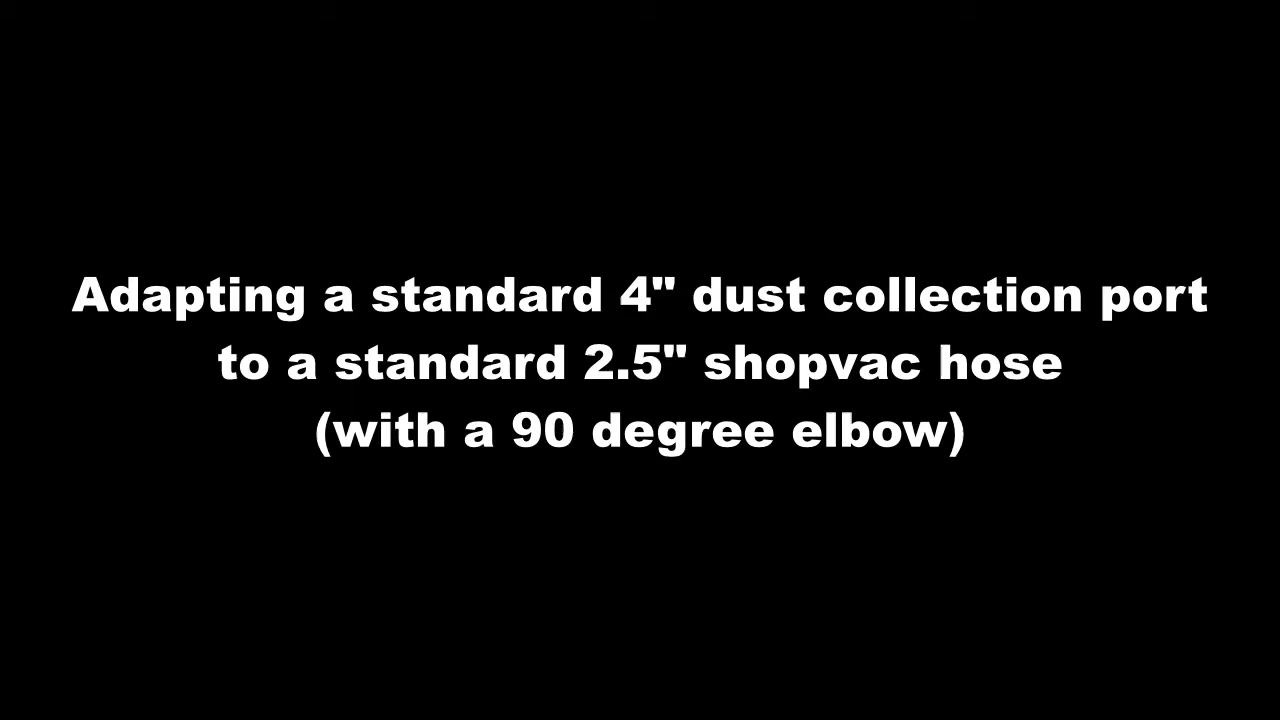 Adapting a standard 4" dust collection port
to a standard 2.5" shopvac hose
(with a 90 degree elbow)